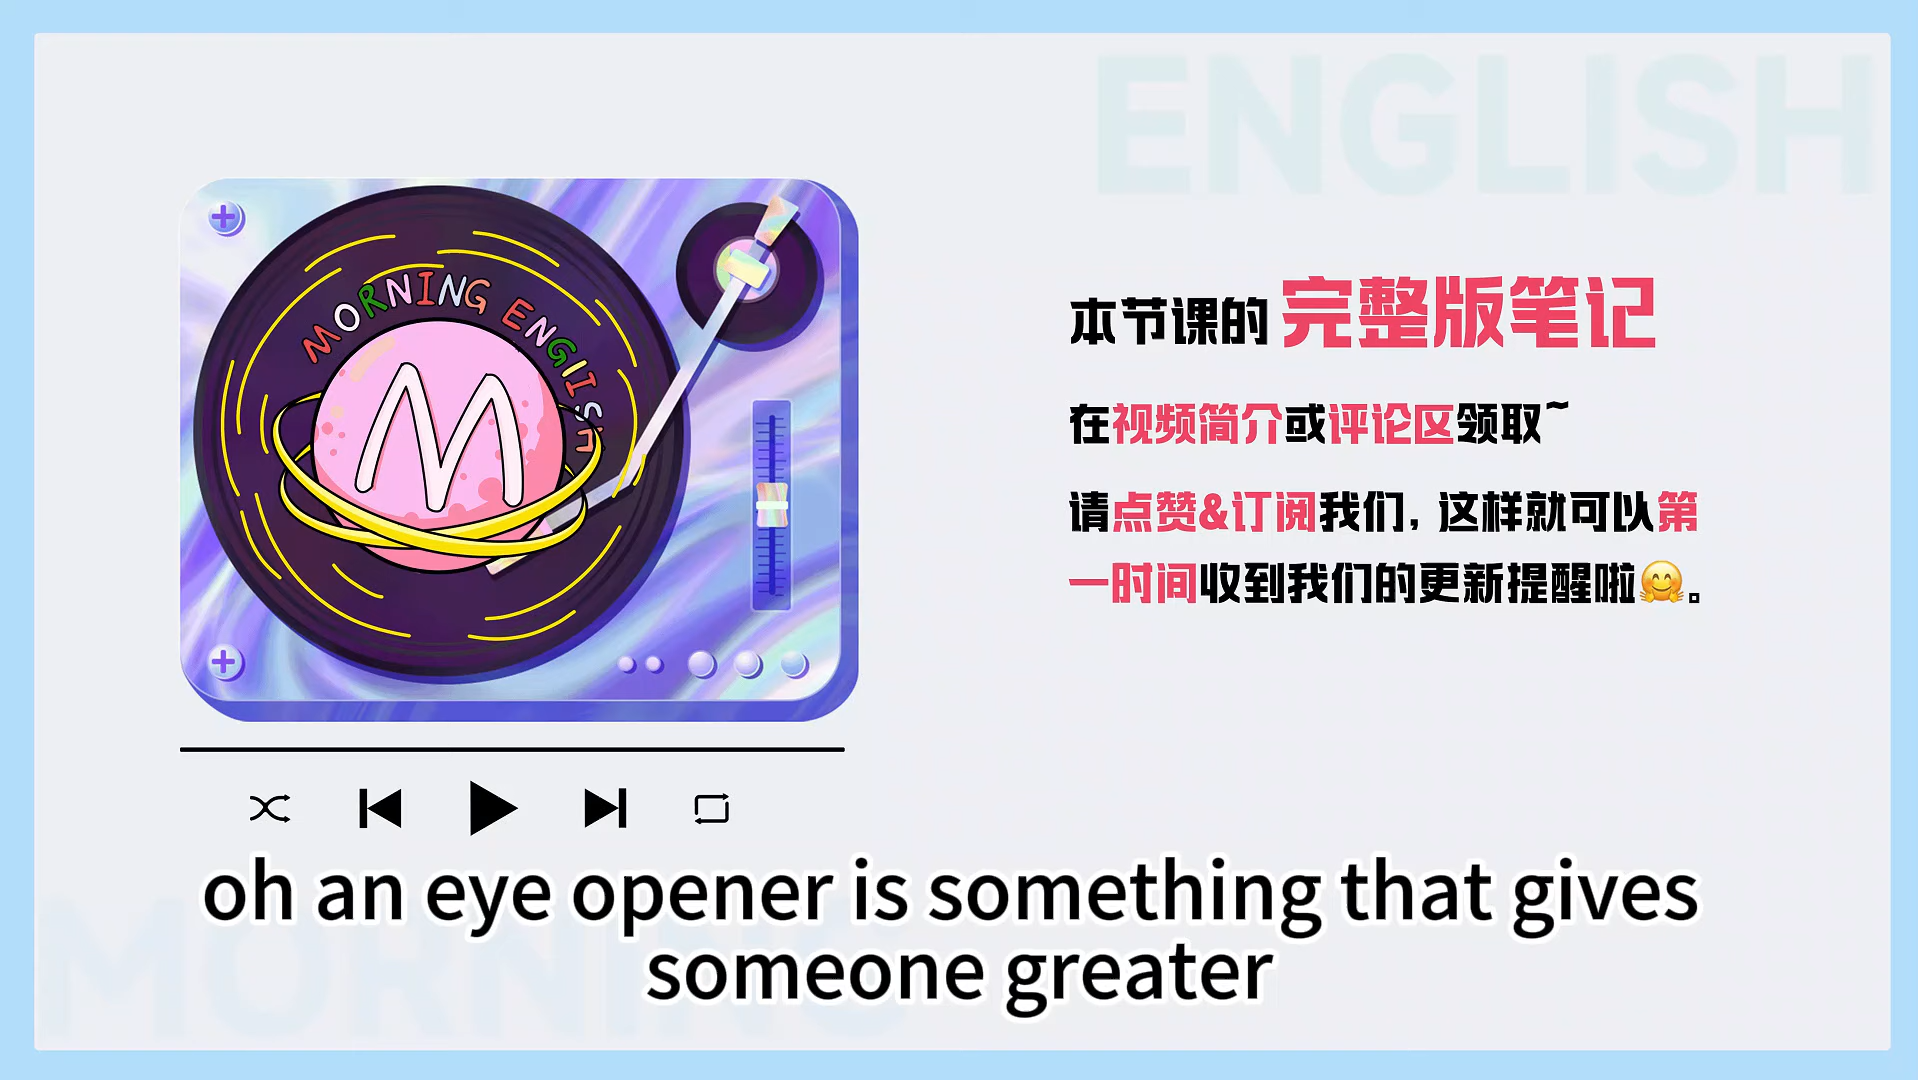 ENGLISH
MORNING ENGLISH
M
本节课的 完整版笔记
在视频简介或评论区领取~
请点赞&订阅我们, 这样就可以第
一时间收到我们的更新提醒啦🤗。
MORNING
oh an eye opener is something that gives
someone greater